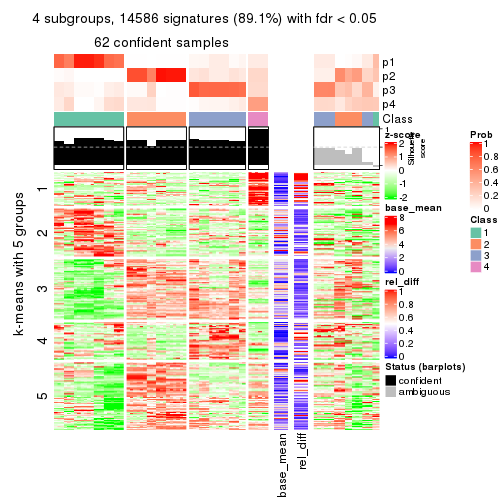 4 subgroups, 14586 signatures (89.1%) with fdr < 0.05
62 confident samples
p1
p2
p3
p4
Class
1
Silhouette
score
k-means with 5 groups
1
2
3
4
5
base_mean
rel_diff
z-score
2
1
0
-1
-2
base_mean
8
6
4
2
0
rel_diff
1
0.8
0.6
0.4
0.2
0
Status (barplots)
confident
ambiguous
Prob
1
0.8
0.6
0.4
0.2
0
Class
1
2
3
4